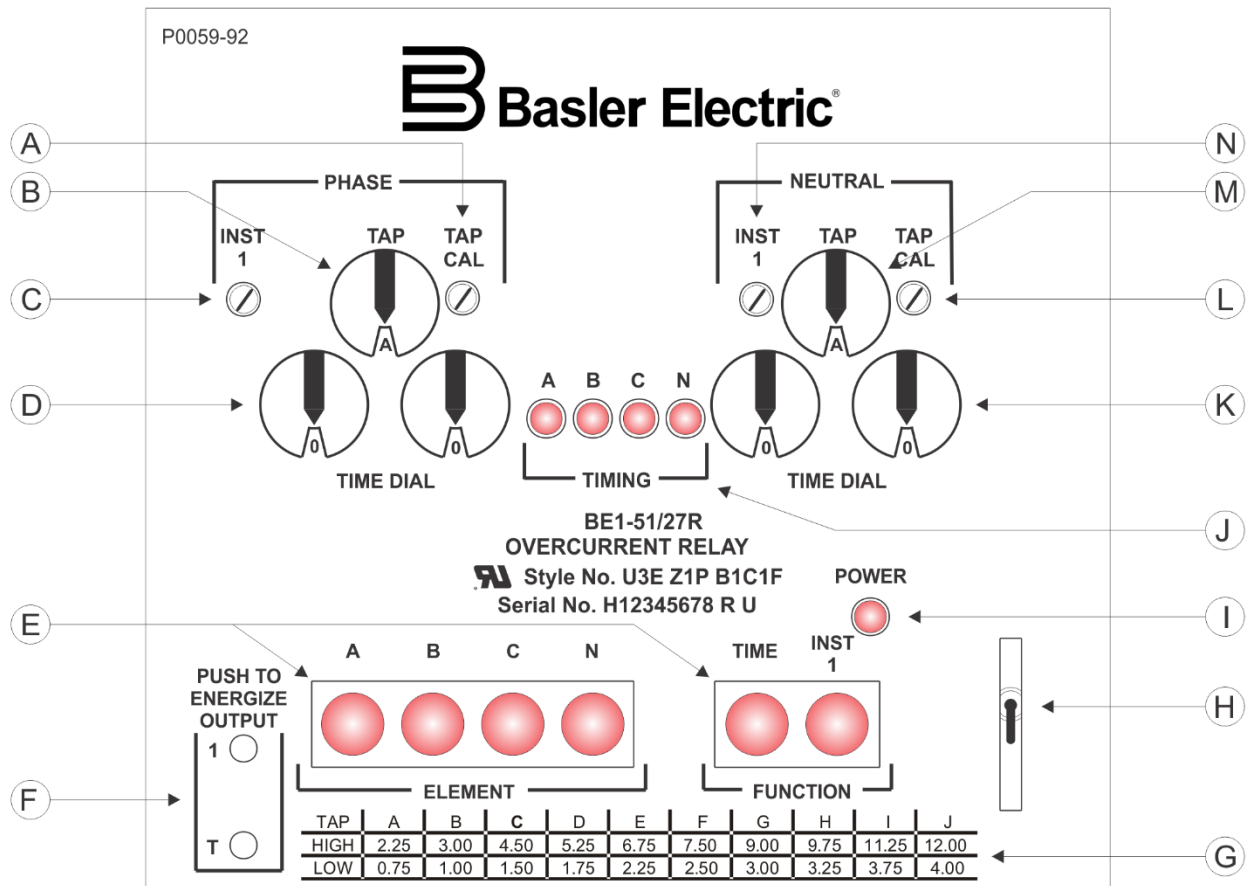 P0059-92
Basler Electric®
A
N
B
PHASE
NEUTRAL
M
INST 1
TAP
TAP CAL
INST 1
TAP
TAP CAL
C
L
A
A
D
A B C N
K
0
0
0
0
TIME DIAL
TIMING
TIME DIAL
BE1-51/27R
J
OVERCURRENT RELAY
Style No. U3E Z1P B1C1F
POWER
Serial No. H12345678 R U
I
E
A B C N
TIME
INST 1
PUSH TO
ENERGIZE
OUTPUT
H
1
ELEMENT
FUNCTION
F
T
TAP A B C D E F G H I J
HIGH 2.25 3.00 4.50 5.25 6.75 7.50 9.00 9.75 11.25 12.00
LOW 0.75 1.00 1.50 1.75 2.25 2.50 3.00 3.25 3.75 4.00
G